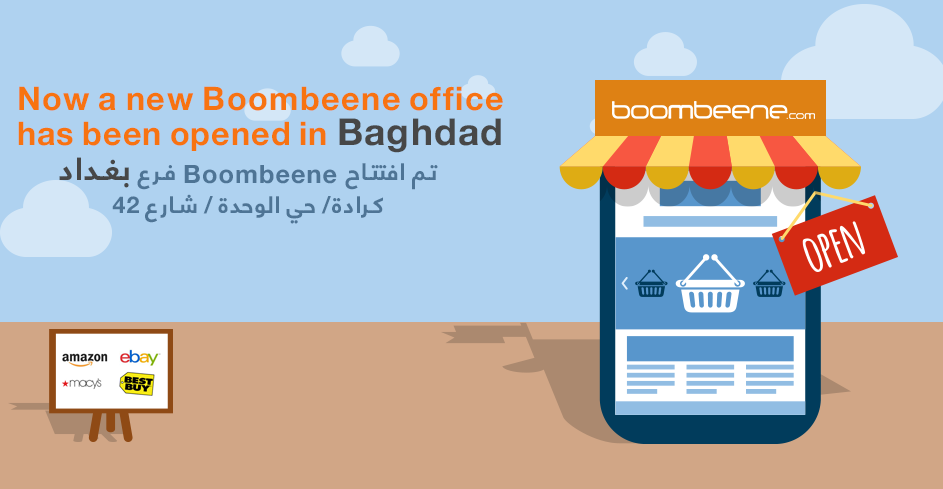 Now a new Boombeene office
has been opened in Baghdad
تم افتتاح Boombeene فرع بغداد
كرادة/ حي الوحدة / شارع 42
boombeene.com
OPEN
amazon
ebay
macy's
BEST
BUY